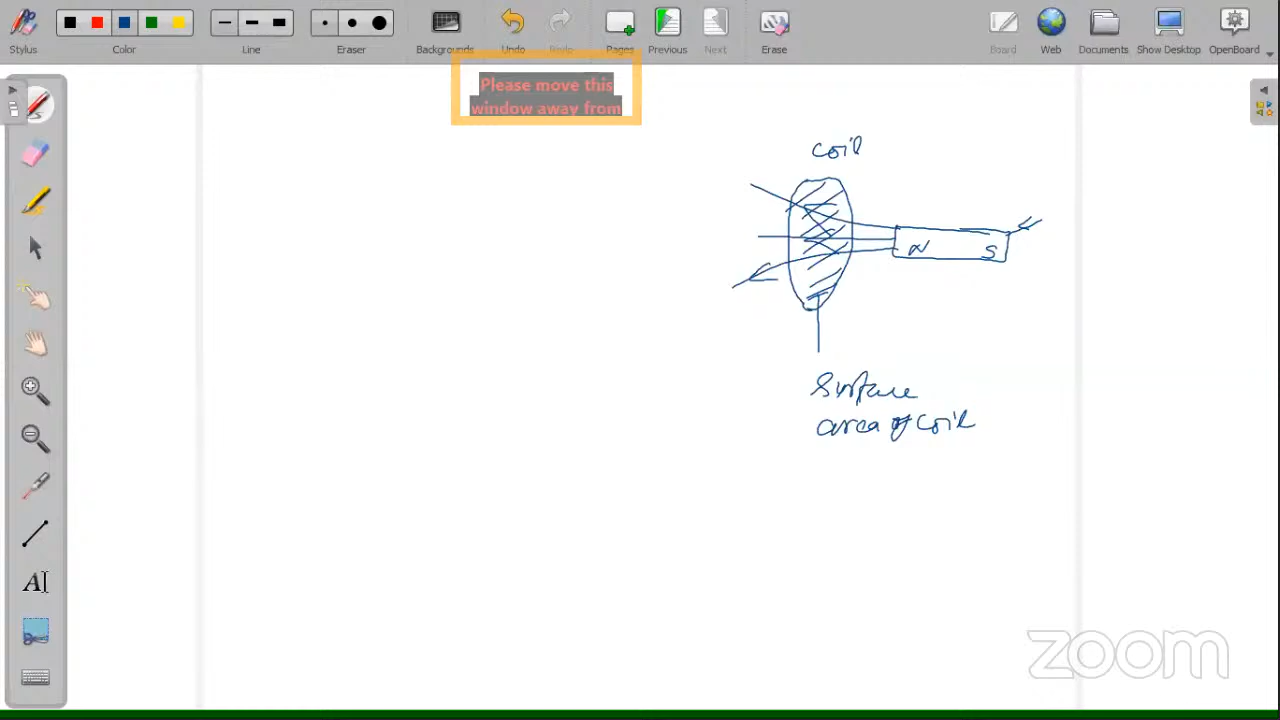 Stylus
Color
Line
Eraser
Backgrounds
Undo
Redo
Pages
Previous
Next
Erase
Board
Web
Documents
Show Desktop
OpenBoard
Please move this
window away from
coil
N S
Surface
area of coil
A
zoom